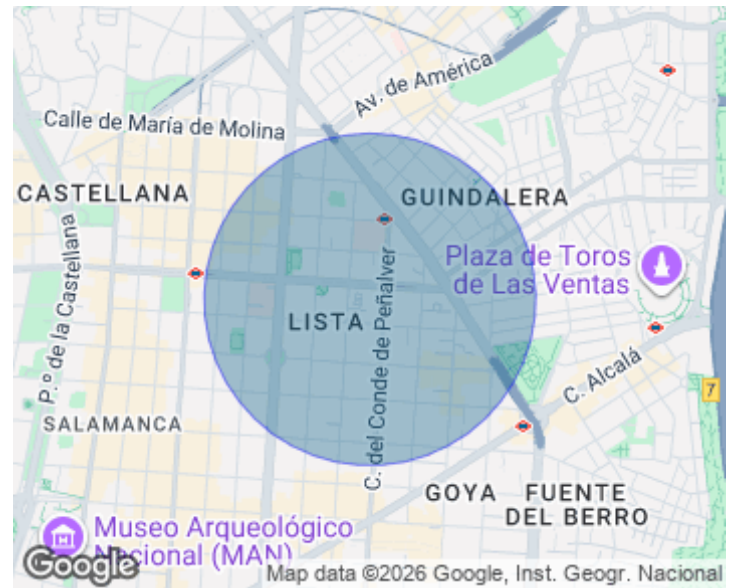 Av. de América
Calle de María de Molina
CASTELLANA
GUINDALERA
Plaza de Toros
de Las Ventas
P.º de la Castellana
LISTA
C. del Conde de Peñalver
C. Alcalá
7
SALAMANCA
GOYA
FUENTE
DEL BERRO
Museo Arqueológico
Nacional (MAN)
Google
Map data ©2026 Google, Inst. Geogr. Nacional